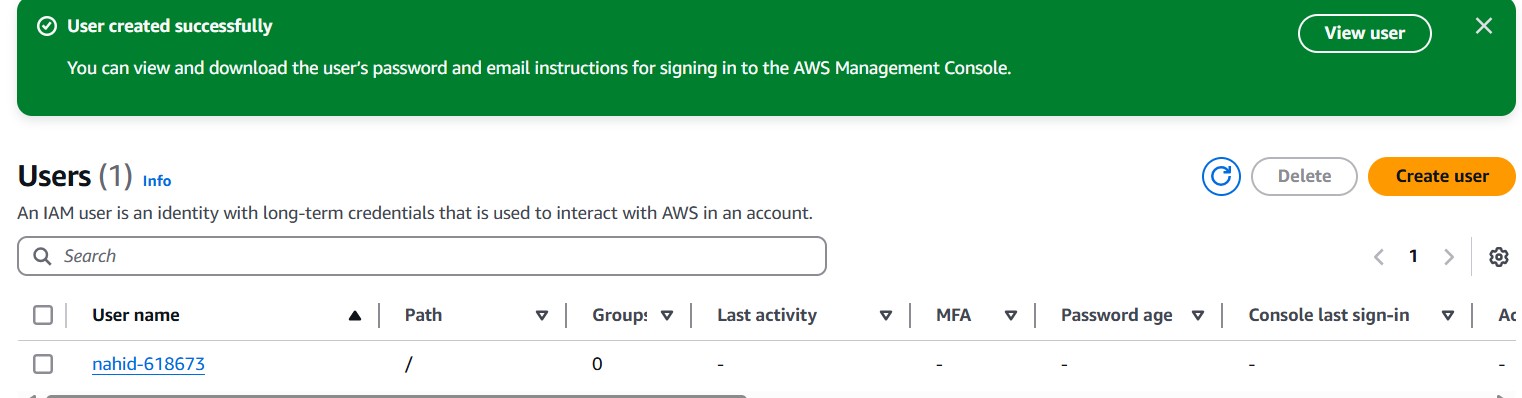 User created successfully
View user
You can view and download the user's password and email instructions for signing in to the AWS Management Console.
Users (1) Info
Delete
Create user
An IAM user is an identity with long-term credentials that is used to interact with AWS in an account.
Search
1
User name Path Group Last activity MFA Password age Console last sign-in
nahid-618673 / 0 - - - - -